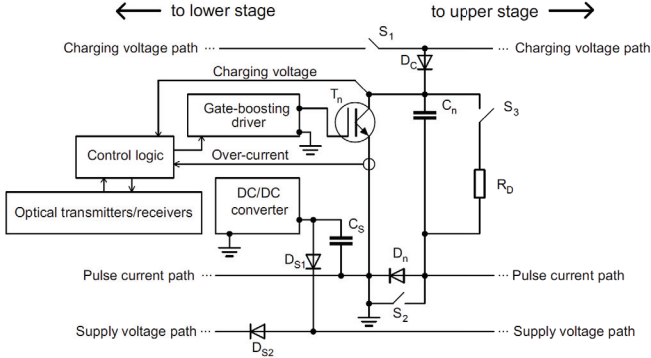 to lower stage
to upper stage
S1
Charging voltage path ···
··· Charging voltage path
DC
Charging voltage
Tn
Cn
S3
Gate-boosting
driver
Control logic
Over-current
RD
Optical transmitters/receivers
DC/DC
converter
CS
DS1
Dn
Pulse current path ···
··· Pulse current path
S2
Supply voltage path ···
··· Supply voltage path
DS2